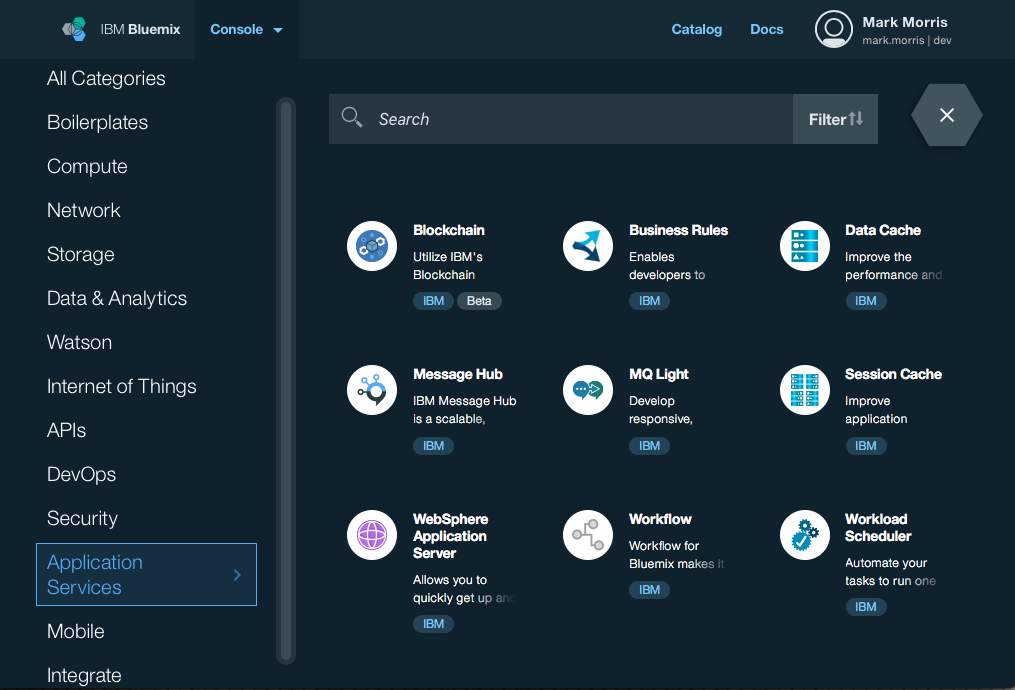 IBM Bluemix
Console
Catalog
Docs
Mark Morris
mark.morris | dev
All Categories
Boilerplates
Compute
Network
Storage
Data & Analytics
Watson
Internet of Things
APIs
DevOps
Security
Application
Services
Mobile
Integrate
Search
Filter
Blockchain
Utilize IBM's
Blockchain
IBM
Beta
Business Rules
Enables
developers to
IBM
Data Cache
Improve the
performance and
IBM
Message Hub
IBM Message Hub
is a scalable,
IBM
MQ Light
Develop
responsive,
IBM
Session Cache
Improve
application
IBM
WebSphere
Application
Server
Allows you to
quickly get up and
IBM
Workflow
Workflow for
Bluemix makes it
IBM
Workload
Scheduler
Automate your
tasks to run one
IBM